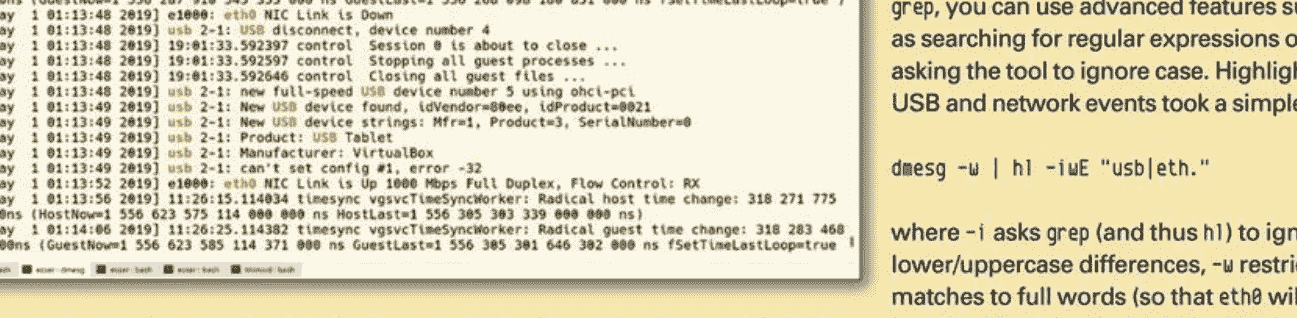 ay 1 01:13:48 2019] e1000: eth0 NIC Link is Down
ay 1 01:13:48 2019] usb 2-1: USB disconnect, device number 4
ay 1 01:13:48 2019] 19:01:33.592397 control Session 0 is about to close ...
ay 1 01:13:48 2019] 19:01:33.592597 control Stopping all guest processes ...
ay 1 01:13:48 2019] 19:01:33.592646 control Closing all guest files ...
ay 1 01:13:48 2019] usb 2-1: new full-speed USB device number 5 using ohci-pci
ay 1 01:13:49 2019] usb 2-1: New USB device found, idVendor=80ee, idProduct=0021
ay 1 01:13:49 2019] usb 2-1: New USB device strings: Mfr=1, Product=3, SerialNumber=0
ay 1 01:13:49 2019] usb 2-1: Product: USB Tablet
ay 1 01:13:49 2019] usb 2-1: Manufacturer: VirtualBox
ay 1 01:13:49 2019] usb 2-1: can't set config #1, error -32
ay 1 01:13:52 2019] e1000: eth0 NIC Link is Up 1000 Mbps Full Duplex, Flow Control: RX
ay 1 01:13:56 2019] 11:26:15.114034 timesync vgsvcTimeSyncWorker: Radical host time change: 318 271 775
0ns (HostNow=1 556 623 575 114 000 000 ns HostLast=1 556 305 303 339 000 000 ns)
ay 1 01:14:06 2019] 11:26:25.114382 timesync vgsvcTimeSyncWorker: Radical guest time change: 318 283 468
00ns (GuestNow=1 556 623 585 114 371 000 ns GuestLast=1 556 305 301 646 302 000 ns fSetTimeLastLoop=true
grep, you can use advanced features su
as searching for regular expressions o
asking the tool to ignore case. Highligh
USB and network events took a simple
dmesg -w | hl -iwE "usb|eth."
where -i asks grep (and thus hl) to ign
lower/uppercase differences, -w restri
matches to full words (so that eth0 wil